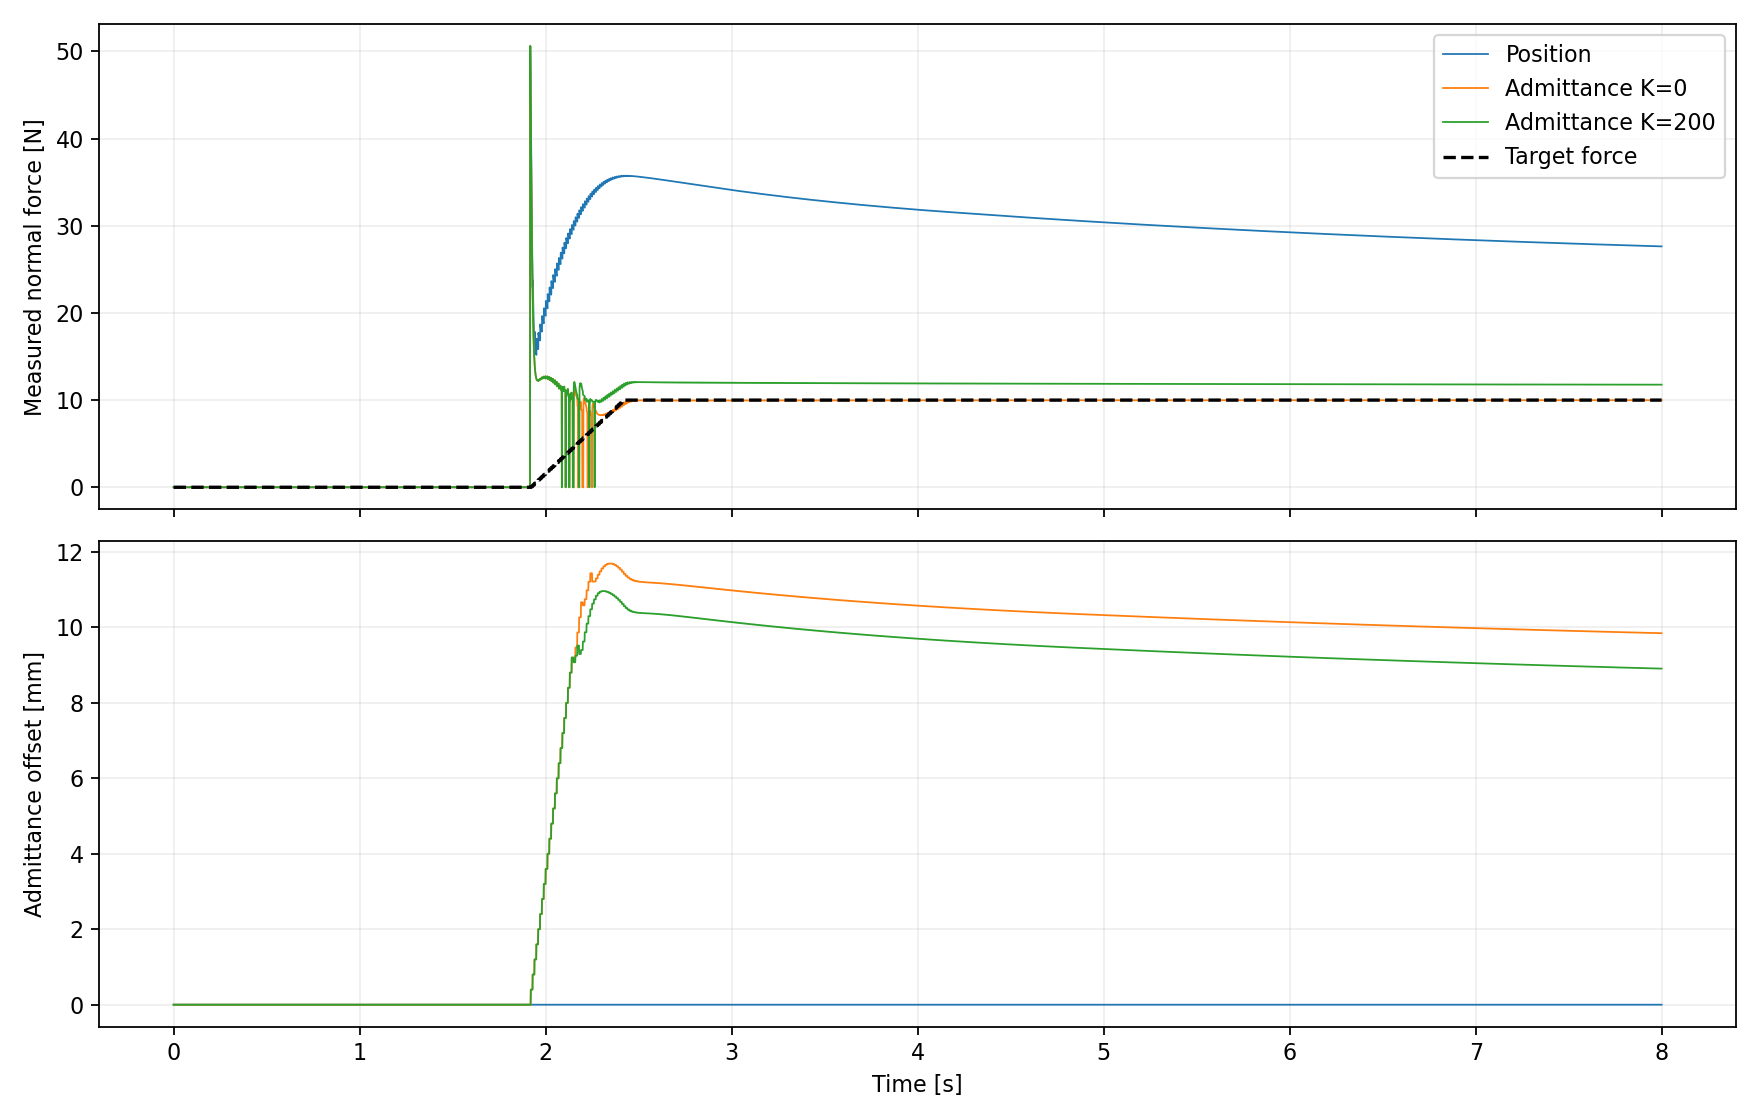 Measured normal force [N]
50
40
30
20
10
0
Position
Admittance K=0
Admittance K=200
Target force
Admittance offset [mm]
12
10
8
6
4
2
0
0 1 2 3 4 5 6 7 8
Time [s]